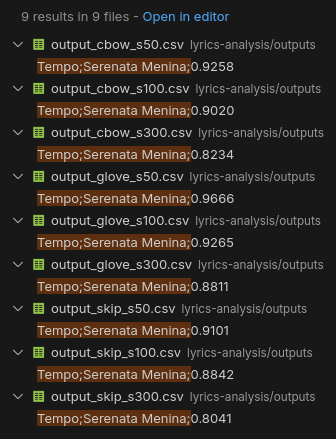 9 results in 9 files - Open in editor
output_cbow_s50.csv lyrics-analysis/outputs
Tempo;Serenata Menina;0.9258
output_cbow_s100.csv lyrics-analysis/outputs
Tempo;Serenata Menina;0.9020
output_cbow_s300.csv lyrics-analysis/outputs
Tempo;Serenata Menina;0.8234
output_glove_s50.csv lyrics-analysis/outputs
Tempo;Serenata Menina;0.9666
output_glove_s100.csv lyrics-analysis/outputs
Tempo;Serenata Menina;0.9265
output_glove_s300.csv lyrics-analysis/outputs
Tempo;Serenata Menina;0.8811
output_skip_s50.csv lyrics-analysis/outputs
Tempo;Serenata Menina;0.9101
output_skip_s100.csv lyrics-analysis/outputs
Tempo;Serenata Menina;0.8842
output_skip_s300.csv lyrics-analysis/outputs
Tempo;Serenata Menina;0.8041